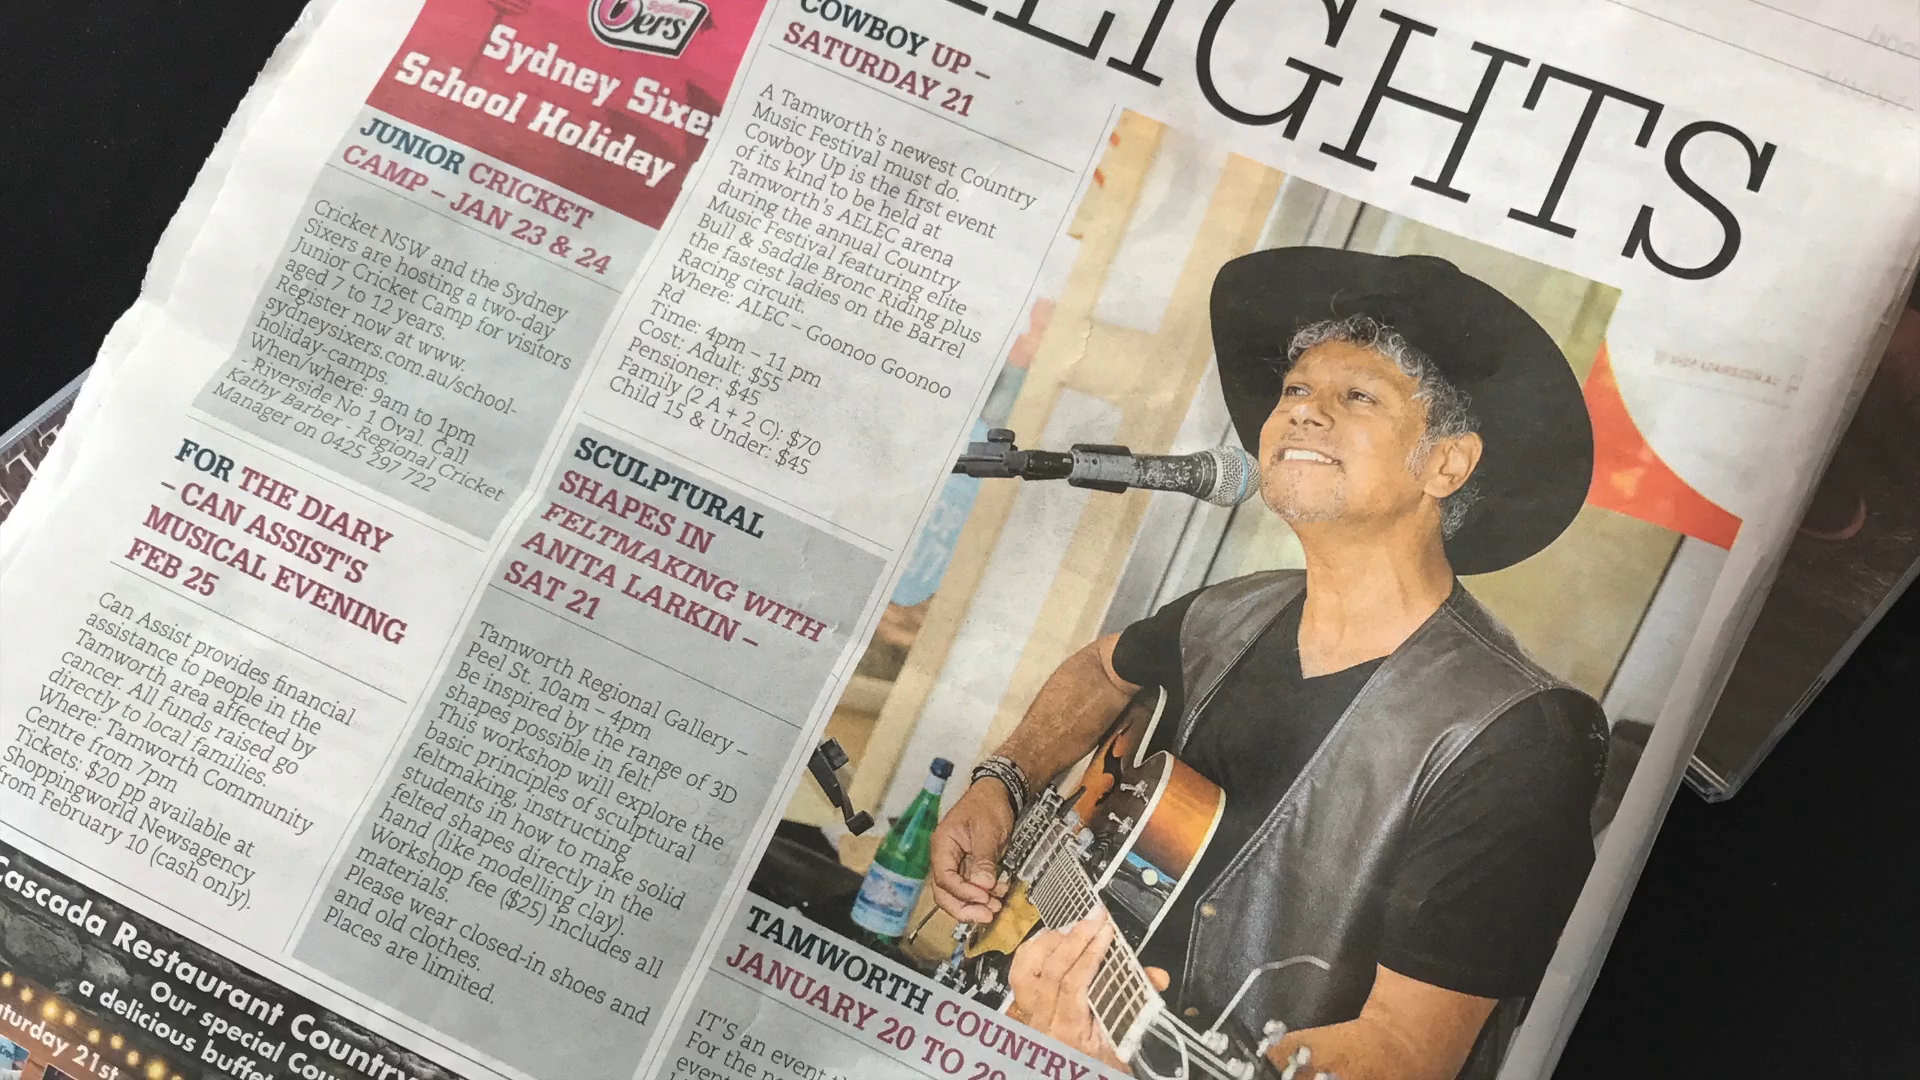 LIGHTS
Sydney
6ers
Sydney Sixe
School Holiday
JUNIOR CRICKET
CAMP – JAN 23 & 24
Cricket NSW and the Sydney
Sixers are hosting a two-day
Junior Cricket Camp for visitors
aged 7 to 12 years.
Register now at www.
sydneysixers.com.au/school-
holiday-camps.
When/where: 9am to 1pm
- Riverside No 1 Oval. Call
Kathy Barber - Regional Cricket
Manager on 0425 297 722
FOR THE DIARY
– CAN ASSIST'S
MUSICAL EVENING
FEB 25
Can Assist provides financial
assistance to people in the
Tamworth area affected by
cancer. All funds raised go
directly to local families.
Where: Tamworth Community
Centre from 7pm
Tickets: $20 pp available at
Shoppingworld Newsagency
from February 10 (cash only).
Cascada Restaurant Country
Our special Cou
a delicious buffet
aturday 21st
COWBOY UP –
SATURDAY 21
A Tamworth's newest Country
Music Festival must do.
Cowboy Up is the first event
of its kind to be held at
Tamworth's AELEC arena
during the annual Country
Music Festival featuring elite
Bull & Saddle Bronc Riding plus
the fastest ladies on the Barrel
Racing circuit.
Where: ALEC – Goonoo Goonoo
Rd
Time: 4pm – 11 pm
Cost: Adult: $55
Pensioner: $45
Family (2 A + 2 C): $70
Child 15 & Under: $45
SCULPTURAL
SHAPES IN
FELTMAKING WITH
ANITA LARKIN –
SAT 21
Tamworth Regional Gallery –
Peel St. 10am – 4pm
Be inspired by the range of 3D
shapes possible in felt!
This workshop will explore the
basic principles of sculptural
feltmaking, instructing
students in how to make solid
felted shapes directly in the
hand (like modelling clay).
Workshop fee ($25) includes all
materials.
Please wear closed-in shoes and
and old clothes.
Places are limited.
TAMWORTH COUNTRY
JANUARY 20 TO 29
IT'S an event
For the
event